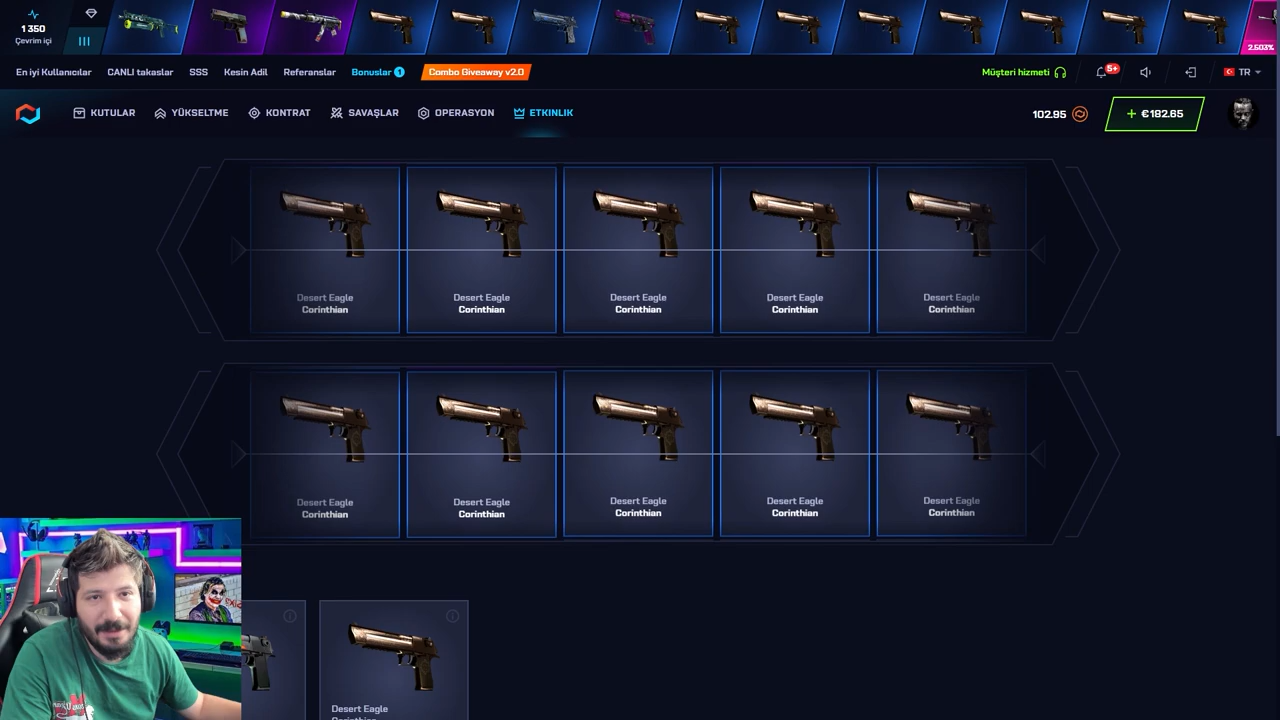 1 350
Çevrim içi
2.503%
En iyi Kullanıcılar
CANLI takaslar
SSS
Kesin Adil
Referanslar
Bonuslar 1
Combo Giveaway v2.0
Müşteri hizmeti
5+
TR
KUTULAR
YÜKSELTME
KONTRAT
SAVAŞLAR
OPERASYON
ETKINLIK
102.95
+ €182.65
Desert Eagle
Corinthian
Desert Eagle
Corinthian
Desert Eagle
Corinthian
Desert Eagle
Corinthian
Desert Eagle
Corinthian
Desert Eagle
Corinthian
Desert Eagle
Corinthian
Desert Eagle
Corinthian
Desert Eagle
Corinthian
Desert Eagle
Corinthian
Desert Eagle
Corinthian